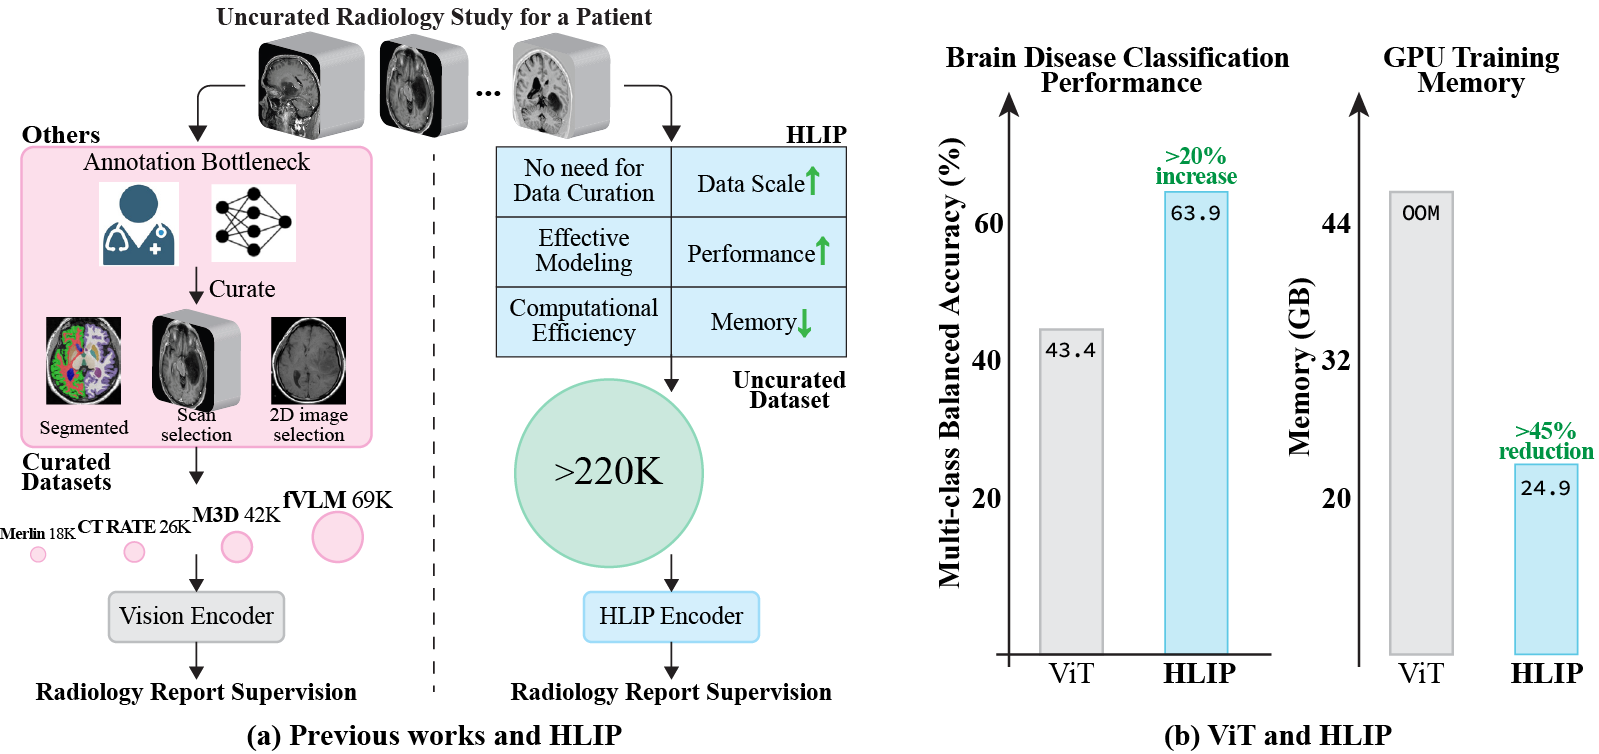 Uncurated Radiology Study for a Patient
...
Others
Annotation Bottleneck
Curate
Segmented
Scan
selection
2D image
selection
Curated
Datasets
Merlin 18K
CT RATE 26K
M3D 42K
fVLM 69K
Vision Encoder
Radiology Report Supervision
HLIP
No need for
Data Curation
Data Scale↑
Effective
Modeling
Performance↑
Computational
Efficiency
Memory↓
Uncurated
Dataset
>220K
HLIP Encoder
Radiology Report Supervision
(a) Previous works and HLIP
Brain Disease Classification
Performance
Multi-class Balanced Accuracy (%)
60
40
20
43.4
>20%
increase
63.9
ViT
HLIP
GPU Training
Memory
Memory (GB)
44
32
20
OOM
>45%
reduction
24.9
ViT
HLIP
(b) ViT and HLIP